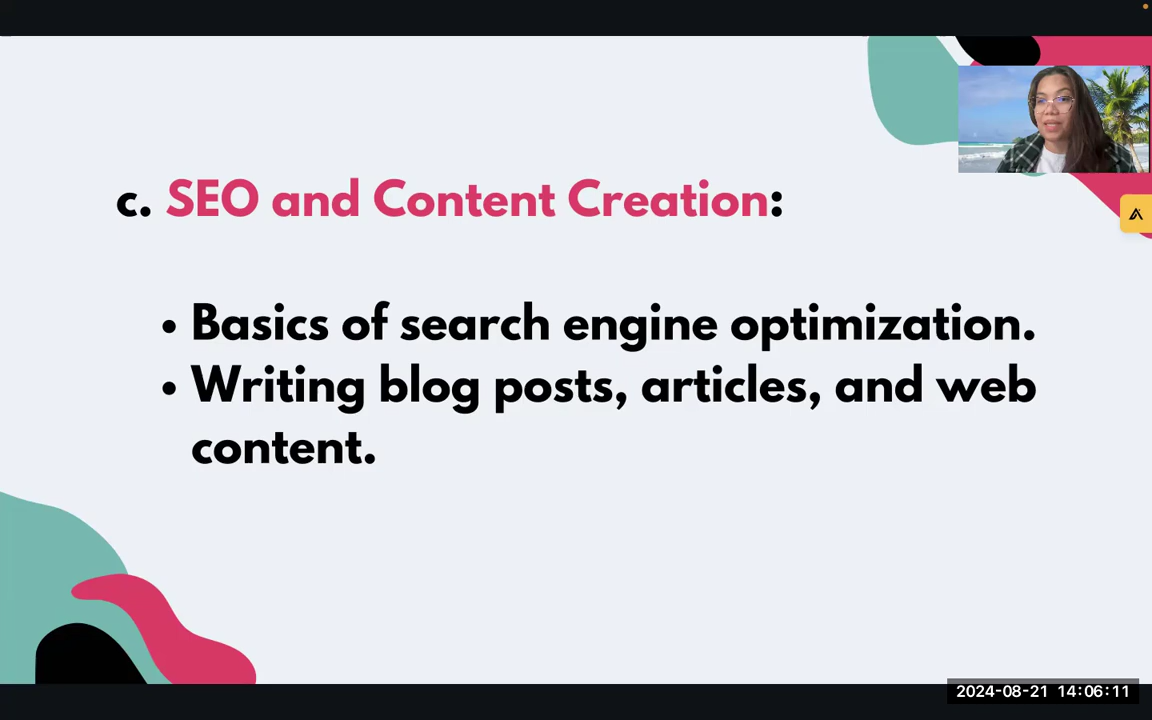 c. SEO and Content Creation:
• Basics of search engine optimization.
• Writing blog posts, articles, and web
content.
2024-08-21 14:06:11